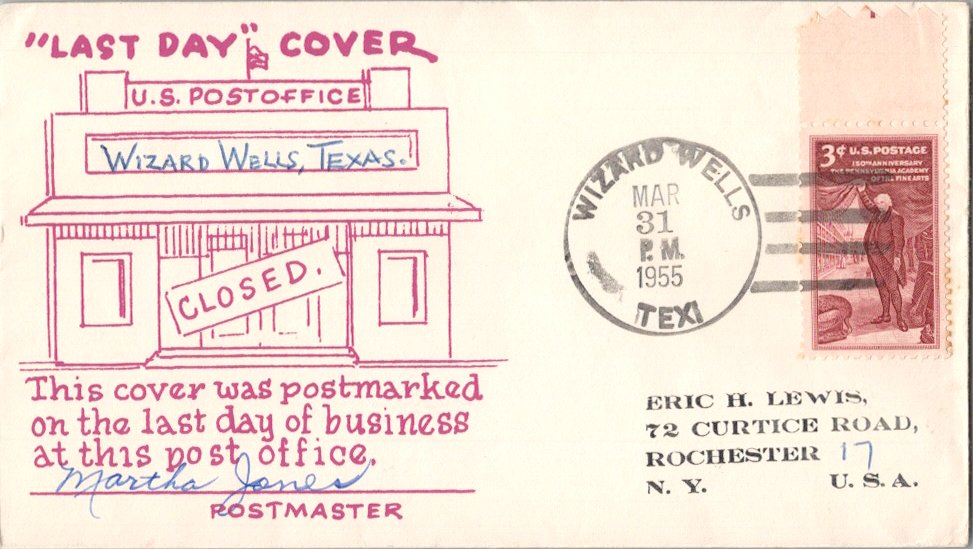 "LAST DAY" COVER
U.S. POSTOFFICE
WIZARD WELLS, TEXAS.
CLOSED.
This cover was postmarked
on the last day of business
at this post office.
Martha Jones
POSTMASTER
WIZARD WELLS
MAR
31
P.M.
1955
TEX
3¢ U.S. POSTAGE
150TH ANNIVERSARY
THE PENNSYLVANIA ACADEMY
OF THE FINE ARTS
ERIC H. LEWIS,
72 CURTICE ROAD,
ROCHESTER 17
N. Y. U. S. A.